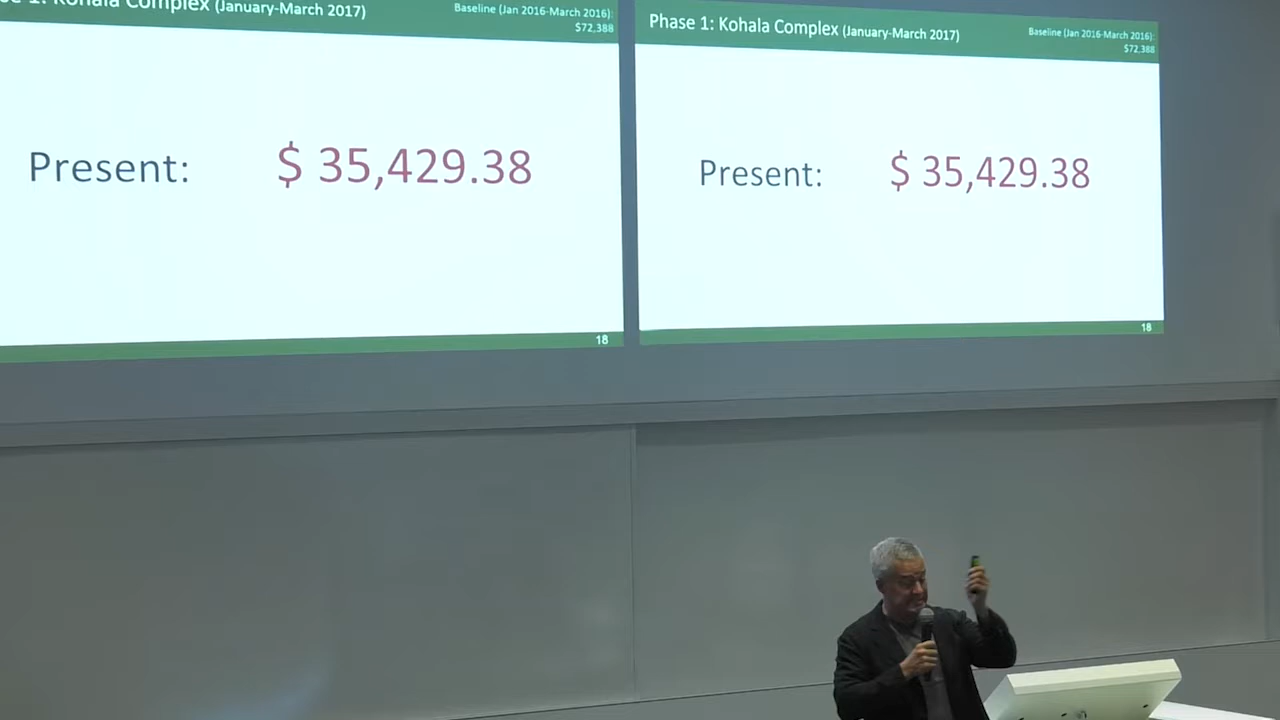 1: Kohala Complex (January-March 2017)
Baseline (Jan 2016-March 2016):
$72,388
Present: $ 35,429.38
18
Phase 1: Kohala Complex (January-March 2017)
Baseline (Jan 2016-March 2016):
$72,388
Present: $ 35,429.38
18